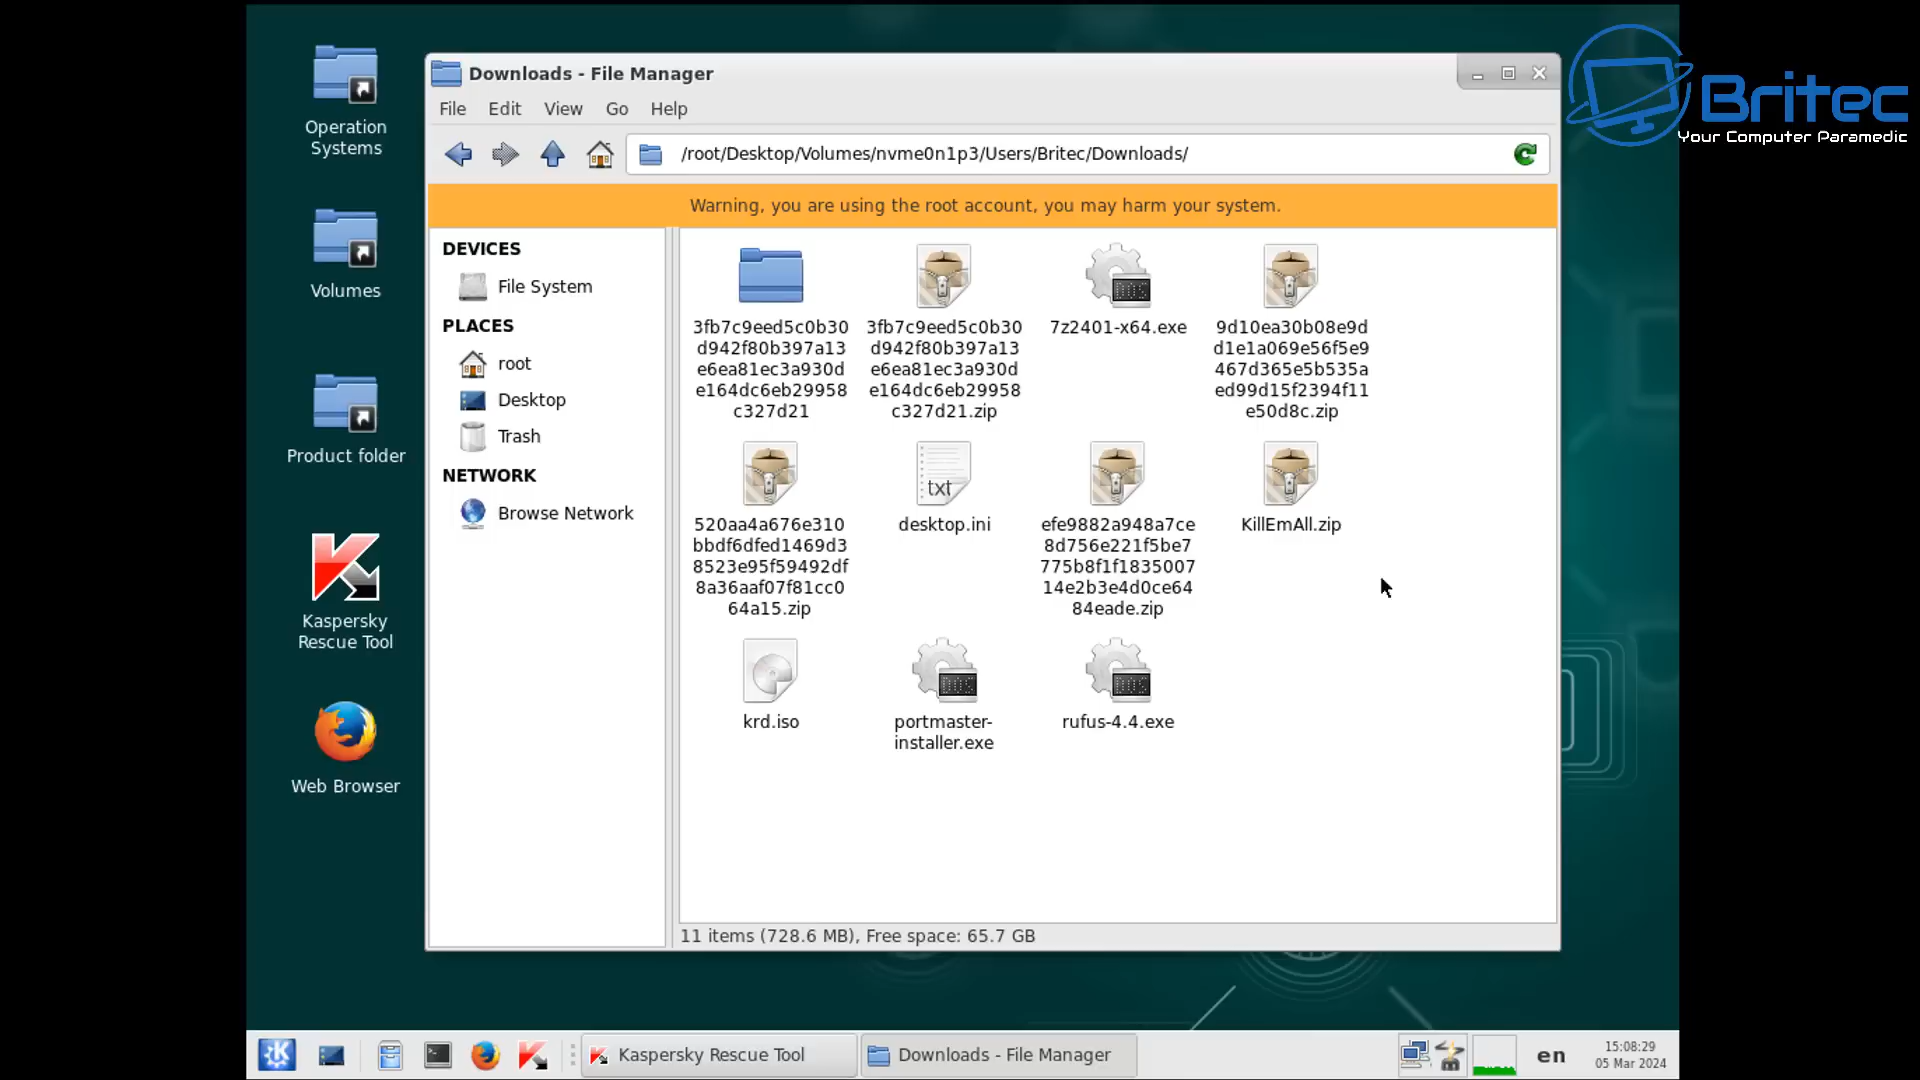 Britec
Your Computer Paramedic
Operation
Systems
Volumes
Product folder
Kaspersky
Rescue Tool
Web Browser
Downloads - File Manager
File Edit View Go Help
/root/Desktop/Volumes/nvme0n1p3/Users/Britec/Downloads/
Warning, you are using the root account, you may harm your system.
DEVICES
File System
PLACES
root
Desktop
Trash
NETWORK
Browse Network
3fb7c9eed5c0b30
d942f80b397a13
e6ea81ec3a930d
e164dc6eb29958
c327d21
3fb7c9eed5c0b30
d942f80b397a13
e6ea81ec3a930d
e164dc6eb29958
c327d21.zip
7z2401-x64.exe
9d10ea30b08e9d
d1e1a069e56f5e9
467d365e5b535a
ed99d15f2394f11
e50d8c.zip
520aa4a676e310
bbdf6dfed1469d3
8523e95f59492df
8a36aaf07f81cc0
64a15.zip
txt
desktop.ini
efe9882a948a7ce
8d756e221f5be7
775b8f1f1835007
14e2b3e4d0ce64
84eade.zip
KillEmAll.zip
krd.iso
portmaster-
installer.exe
rufus-4.4.exe
11 items (728.6 MB), Free space: 65.7 GB
Kaspersky Rescue Tool
Downloads - File Manager
en
15:08:29
05 Mar 2024